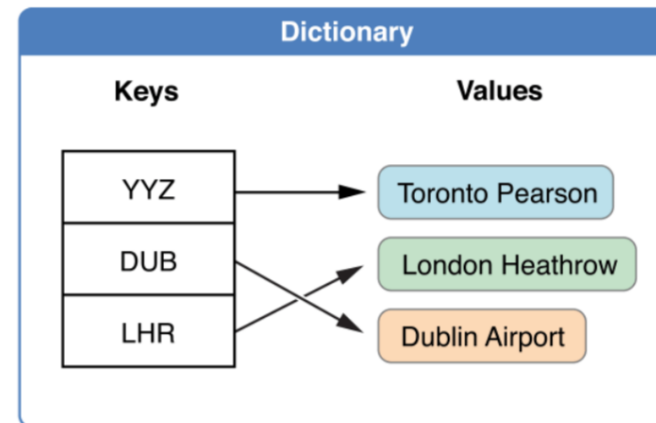 Dictionary
Keys
Values
YYZ
Toronto Pearson
DUB
London Heathrow
LHR
Dublin Airport